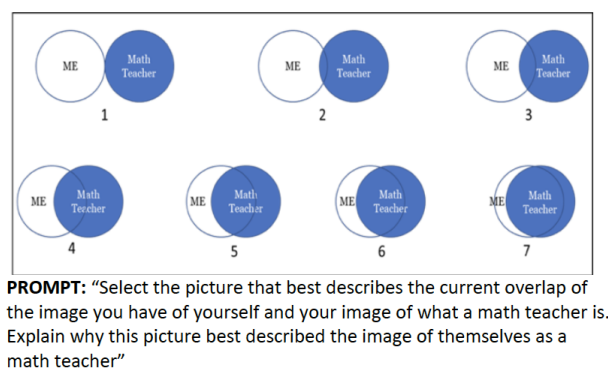 ME Math Teacher
1
ME Math Teacher
2
ME Math Teacher
3
ME Math Teacher
4
ME Math Teacher
5
ME Math Teacher
6
ME Math Teacher
7
PROMPT: “Select the picture that best describes the current overlap of
the image you have of yourself and your image of what a math teacher is.
Explain why this picture best described the image of themselves as a
math teacher”